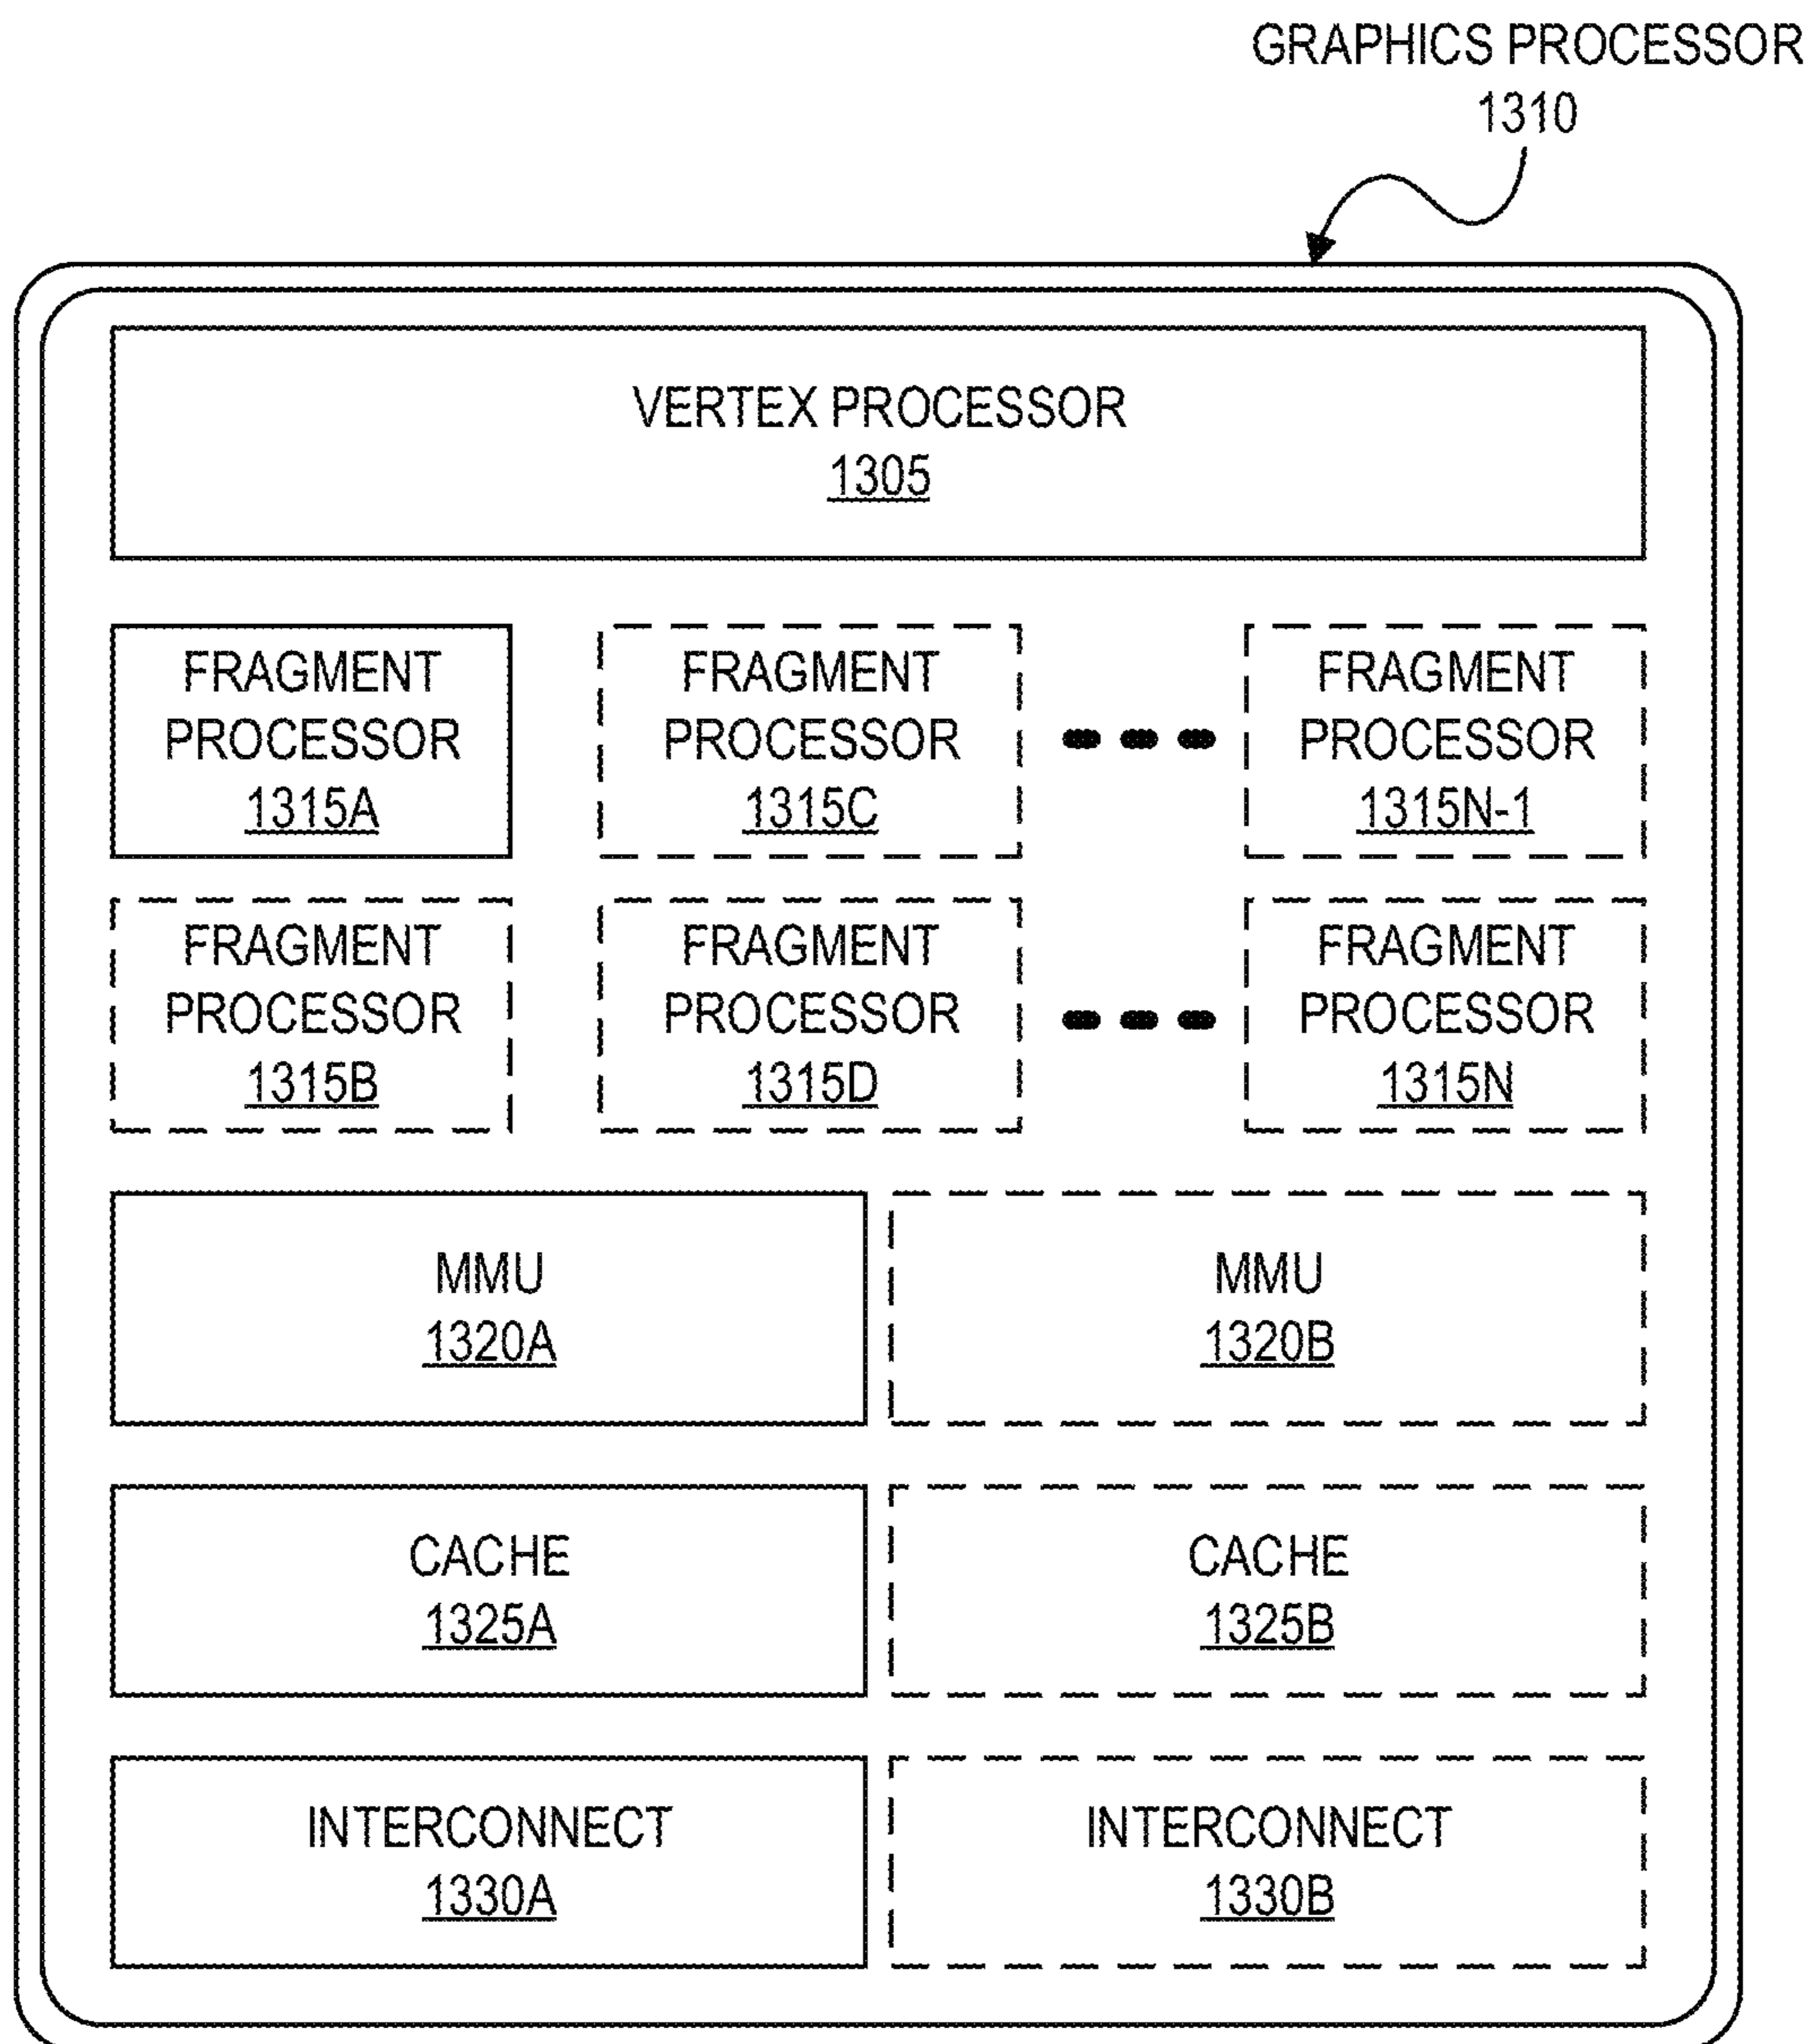 GRAPHICS PROCESSOR
1310
VERTEX PROCESSOR
1305
FRAGMENT
PROCESSOR
1315A
FRAGMENT
PROCESSOR
1315C
FRAGMENT
PROCESSOR
1315N-1
FRAGMENT
PROCESSOR
1315B
FRAGMENT
PROCESSOR
1315D
FRAGMENT
PROCESSOR
1315N
MMU
1320A
MMU
1320B
CACHE
1325A
CACHE
1325B
INTERCONNECT
1330A
INTERCONNECT
1330B